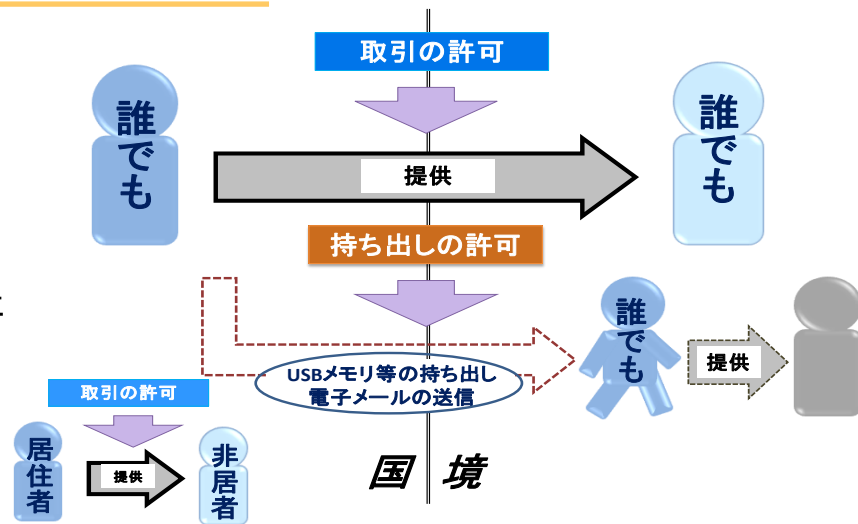 取引の許可
誰でも
誰でも
提供
持ち出しの許可
誰でも
提供
USBメモリ等の持ち出し
電子メールの送信
取引の許可
居住者
提供
非居者
国境